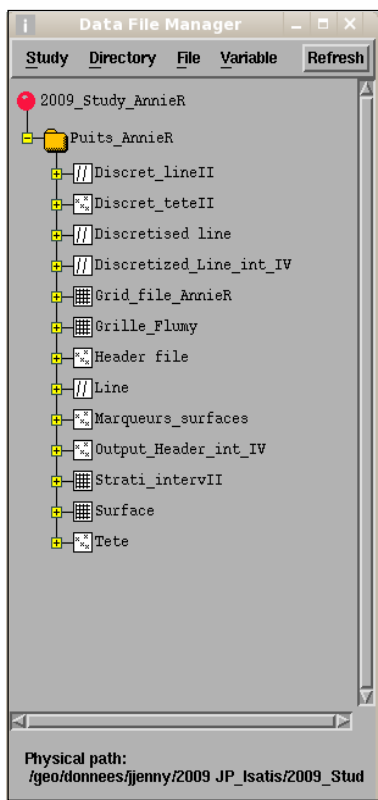 Data File Manager
Study Directory File Variable Refresh
2009_Study_AnnieR
Puits_AnnieR
Discret_lineII
Discret_teteII
Discretised line
Discretized_Line_int_IV
Grid_file_AnnieR
Grille_Flumy
Header file
Line
Marqueurs_surfaces
Output_Header_int_IV
Strati_intervII
Surface
Tete
Physical path:
/geo/donnees/jjenny/2009 JP_Isatis/2009_Stud